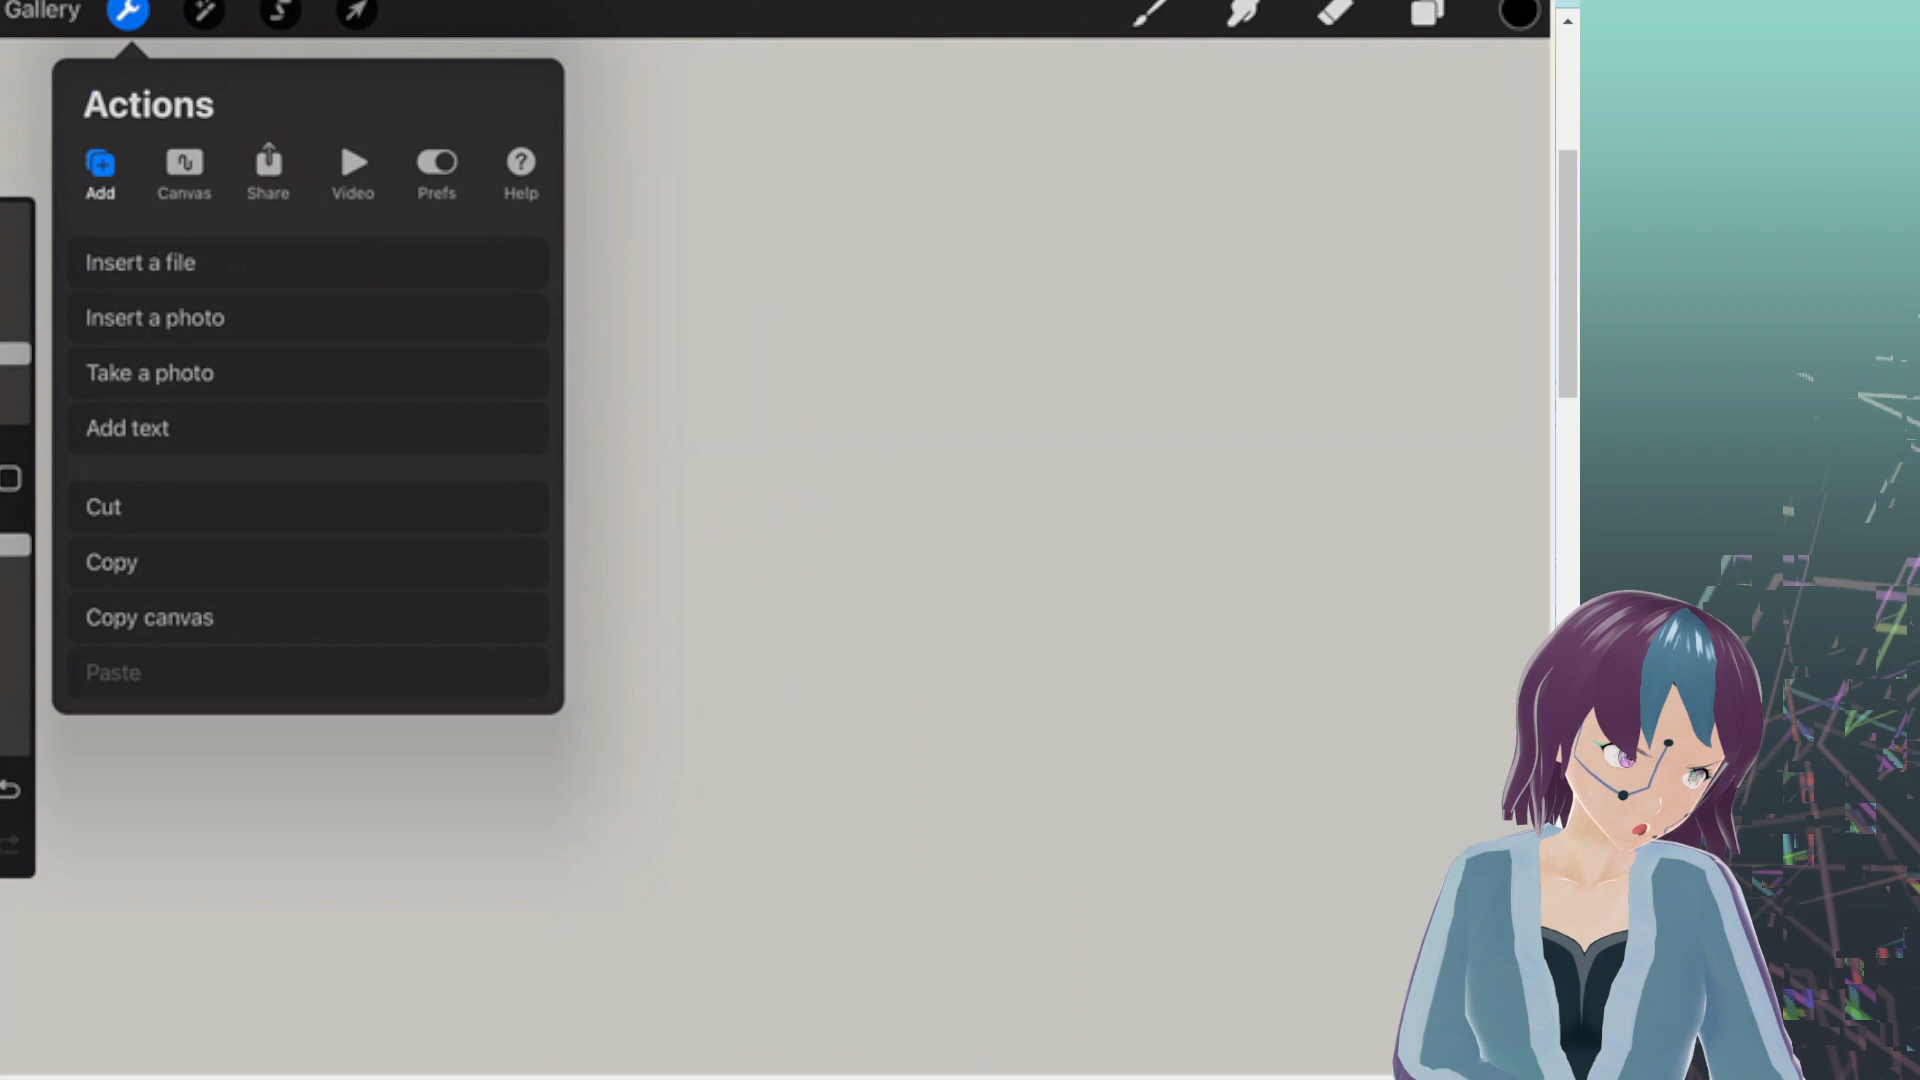 Gallery
Actions
Add Canvas Share Video Prefs Help
Insert a file
Insert a photo
Take a photo
Add text
Cut
Copy
Copy canvas
Paste